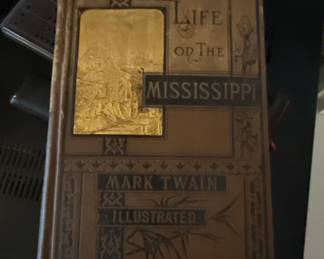 LIFE
ON THE
MISSISSIPPI
MARK TWAIN
ILLUSTRATED